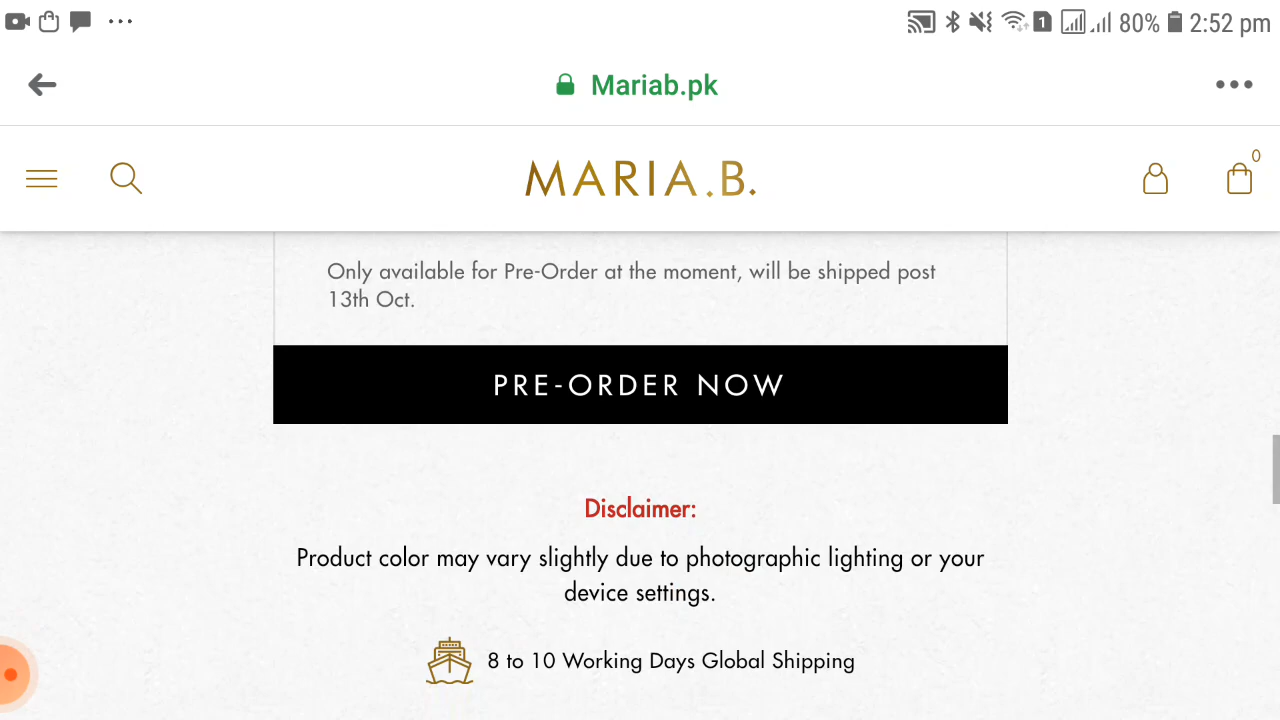 1 80% 2:52 pm
Mariab.pk
MARIA.B.
0
Only available for Pre-Order at the moment, will be shipped post
13th Oct.
PRE-ORDER NOW
Disclaimer:
Product color may vary slightly due to photographic lighting or your
device settings.
8 to 10 Working Days Global Shipping